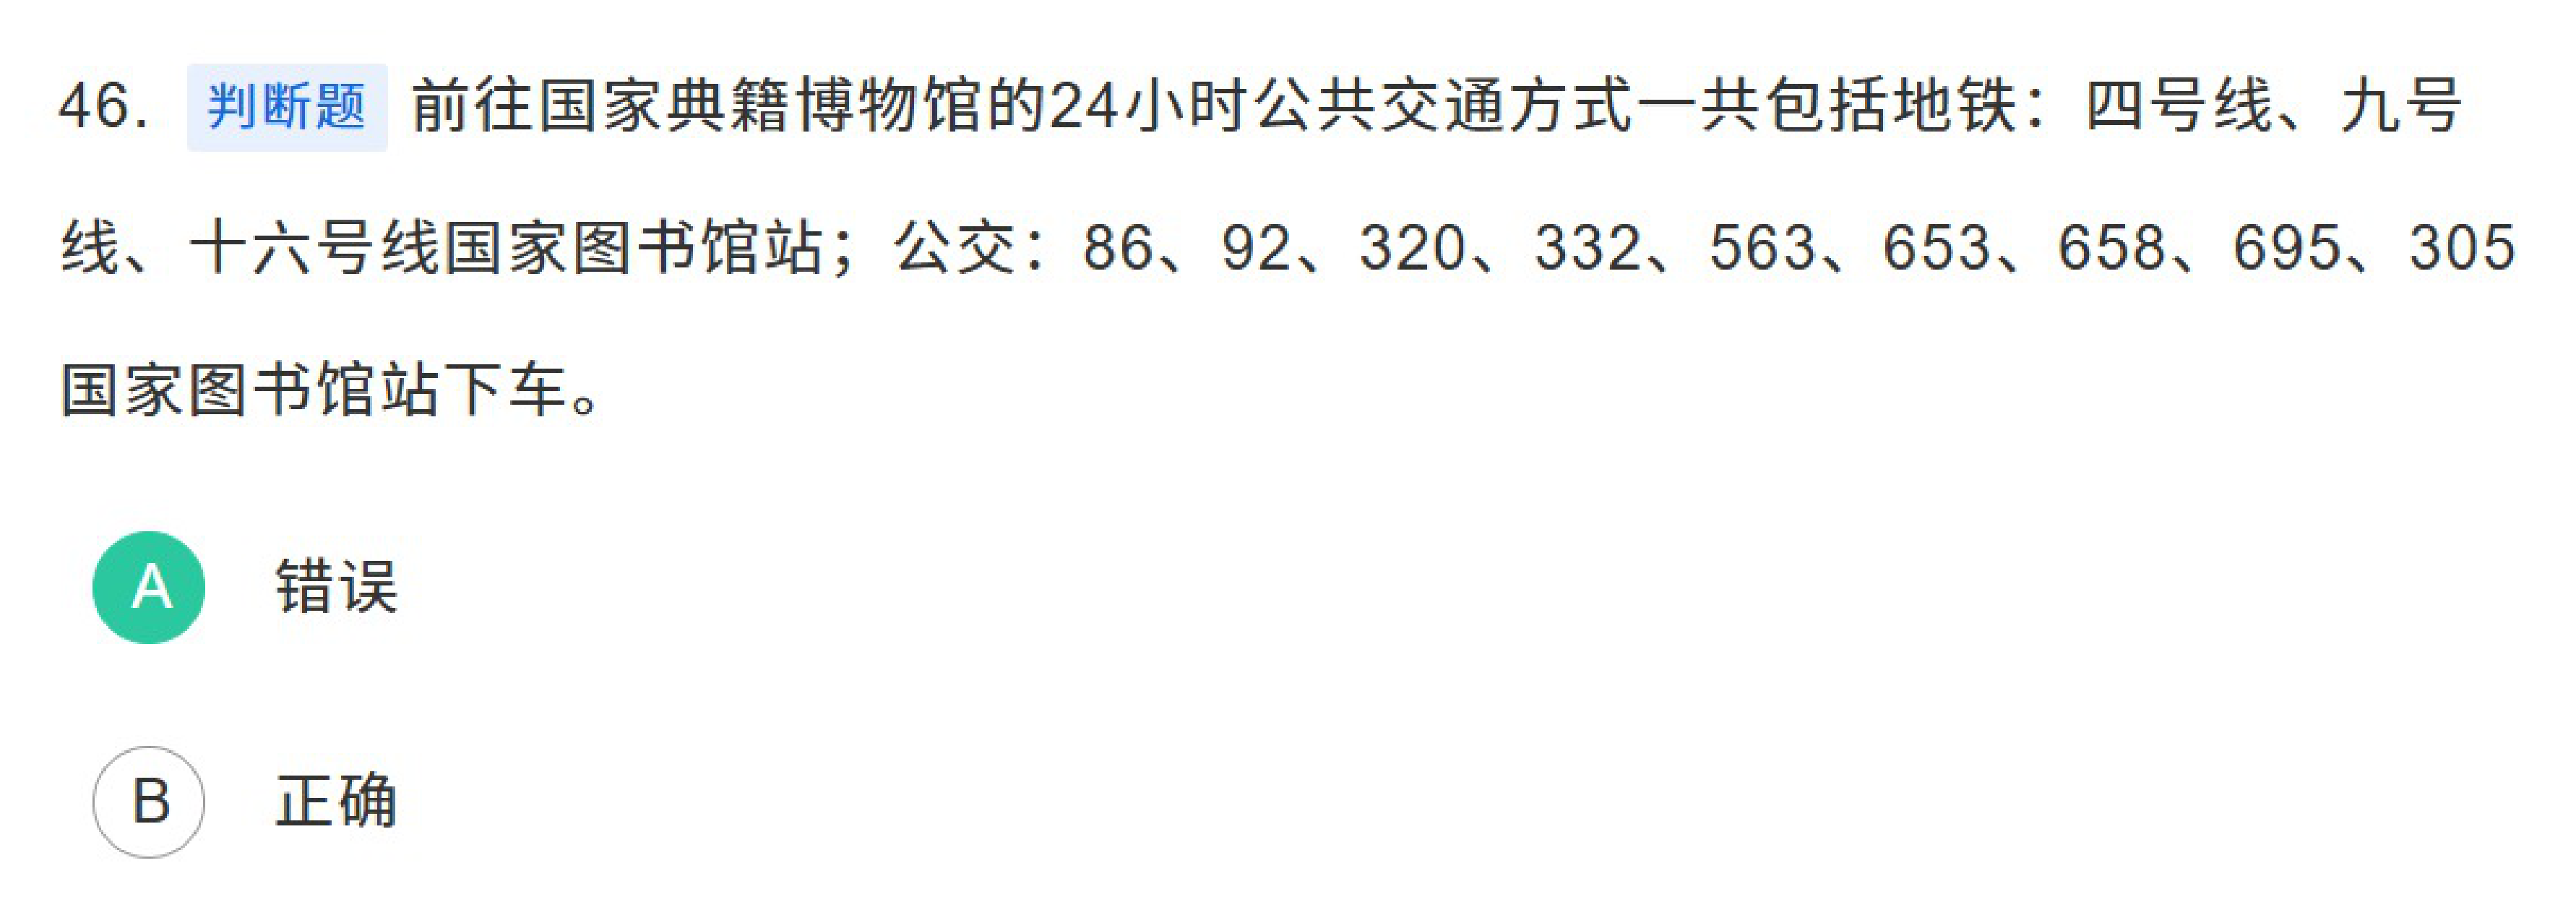 46. 判断题 前往国家典籍博物馆的24小时公共交通方式一共包括地铁：四号线、九号
线、十六号线国家图书馆站；公交：86、92、320、332、563、653、658、695、305
国家图书馆站下车。
A 错误
B 正确